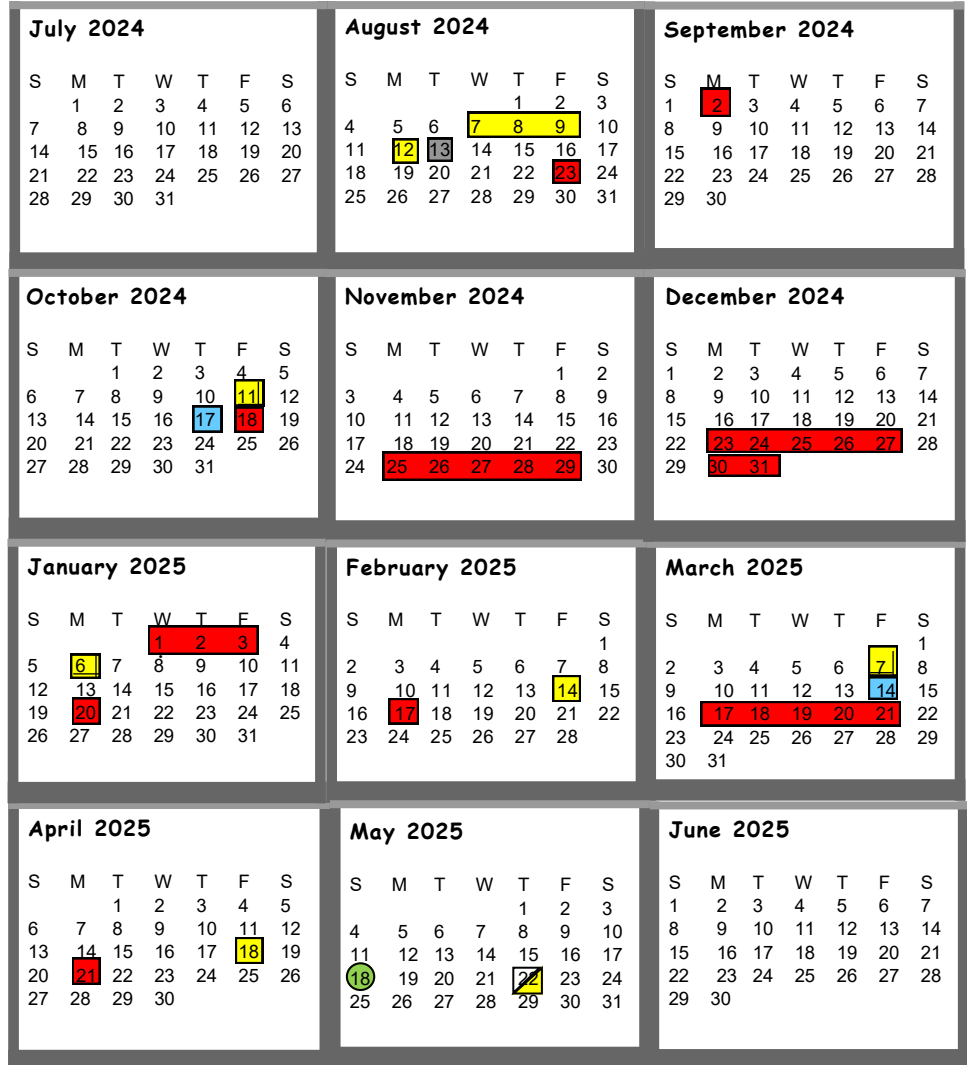 July 2024
S M T W T F S
1 2 3 4 5 6
7 8 9 10 11 12 13
14 15 16 17 18 19 20
21 22 23 24 25 26 27
28 29 30 31
August 2024
S M T W T F S
1 2 3
4 5 6 7 8 9 10
11 12 13 14 15 16 17
18 19 20 21 22 23 24
25 26 27 28 29 30 31
September 2024
S M T W T F S
1 2 3 4 5 6 7
8 9 10 11 12 13 14
15 16 17 18 19 20 21
22 23 24 25 26 27 28
29 30
October 2024
S M T W T F S
1 2 3 4 5
6 7 8 9 10 11 12
13 14 15 16 17 18 19
20 21 22 23 24 25 26
27 28 29 30 31
November 2024
S M T W T F S
1 2
3 4 5 6 7 8 9
10 11 12 13 14 15 16
17 18 19 20 21 22 23
24 25 26 27 28 29 30
December 2024
S M T W T F S
1 2 3 4 5 6 7
8 9 10 11 12 13 14
15 16 17 18 19 20 21
22 23 24 25 26 27 28
29 30 31
January 2025
S M T W T F S
1 2 3 4
5 6 7 8 9 10 11
12 13 14 15 16 17 18
19 20 21 22 23 24 25
26 27 28 29 30 31
February 2025
S M T W T F S
1
2 3 4 5 6 7 8
9 10 11 12 13 14 15
16 17 18 19 20 21 22
23 24 25 26 27 28
March 2025
S M T W T F S
1
2 3 4 5 6 7 8
9 10 11 12 13 14 15
16 17 18 19 20 21 22
23 24 25 26 27 28 29
30 31
April 2025
S M T W T F S
1 2 3 4 5
6 7 8 9 10 11 12
13 14 15 16 17 18 19
20 21 22 23 24 25 26
27 28 29 30
May 2025
S M T W T F S
1 2 3
4 5 6 7 8 9 10
11 12 13 14 15 16 17
18 19 20 21 22 23 24
25 26 27 28 29 30 31
June 2025
S M T W T F S
1 2 3 4 5 6 7
8 9 10 11 12 13 14
15 16 17 18 19 20 21
22 23 24 25 26 27 28
29 30